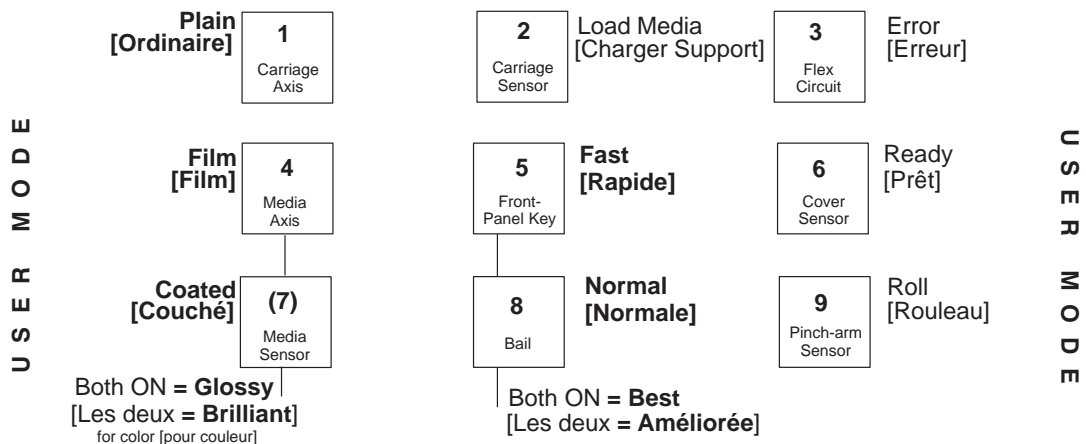 Plain
[Ordinaire]
1
Carriage
Axis
2
Carriage
Sensor
Load Media
[Charger Support]
3
Flex
Circuit
Error
[Erreur]
USER MODE
Film
[Film]
4
Media
Axis
5
Front-
Panel Key
Fast
[Rapide]
6
Cover
Sensor
Ready
[Prêt]
USER MODE
Coated
[Couché]
(7)
Media
Sensor
8
Bail
Normal
[Normale]
9
Pinch-arm
Sensor
Roll
[Rouleau]
Both ON = Glossy
[Les deux = Brilliant]
for color [pour couleur]
Both ON = Best
[Les deux = Améliorée]